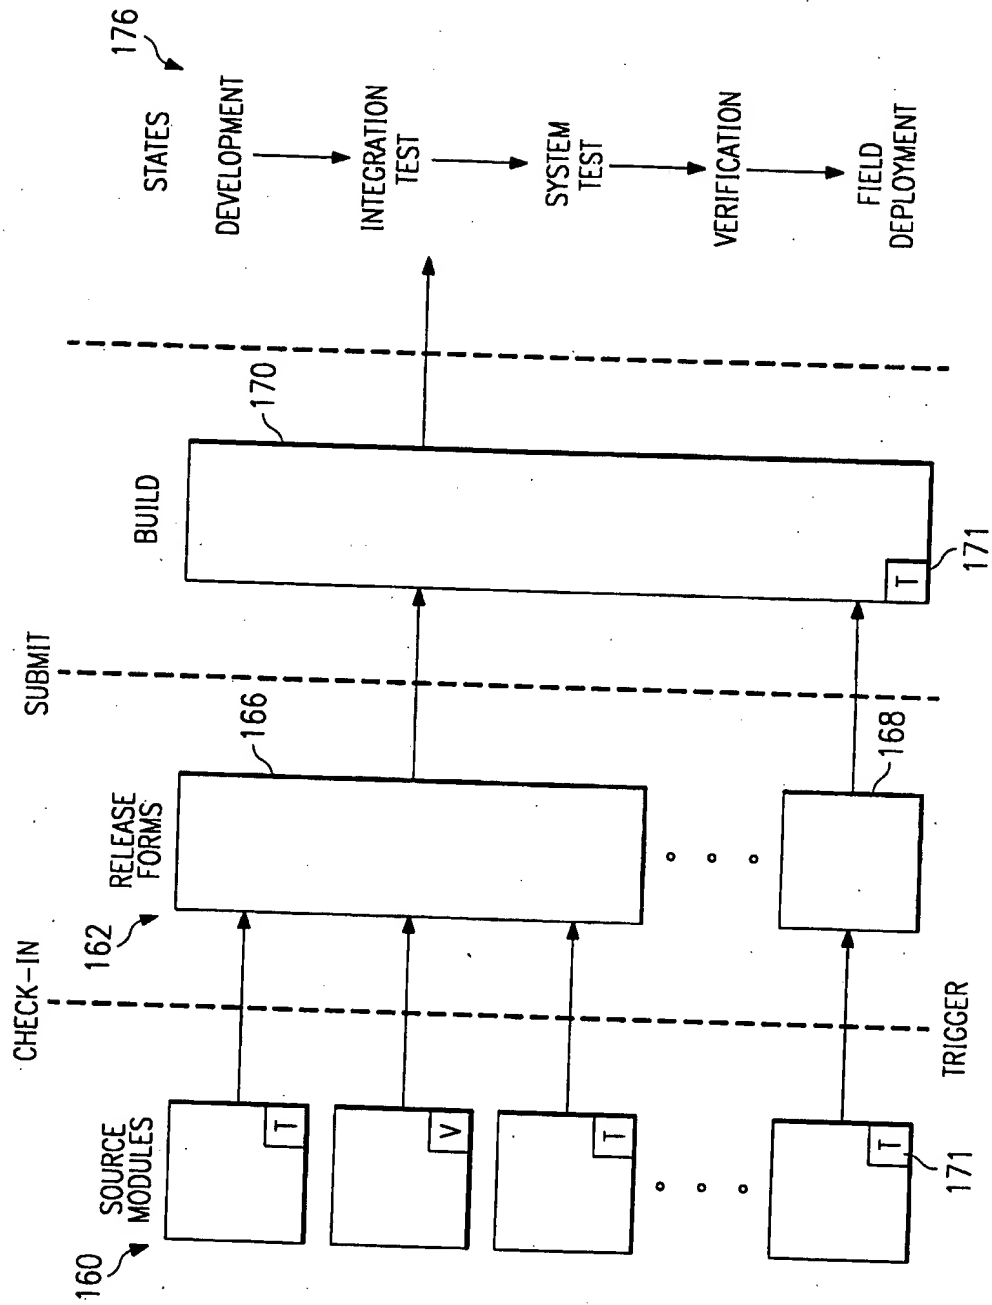 CHECK-IN
SUBMIT
160
SOURCE
MODULES
162
RELEASE
FORMS
BUILD
STATES
176
166
170
DEVELOPMENT
INTEGRATION
TEST
SYSTEM
TEST
VERIFICATION
FIELD
DEPLOYMENT
T
V
T
T
171
TRIGGER
168
T
171